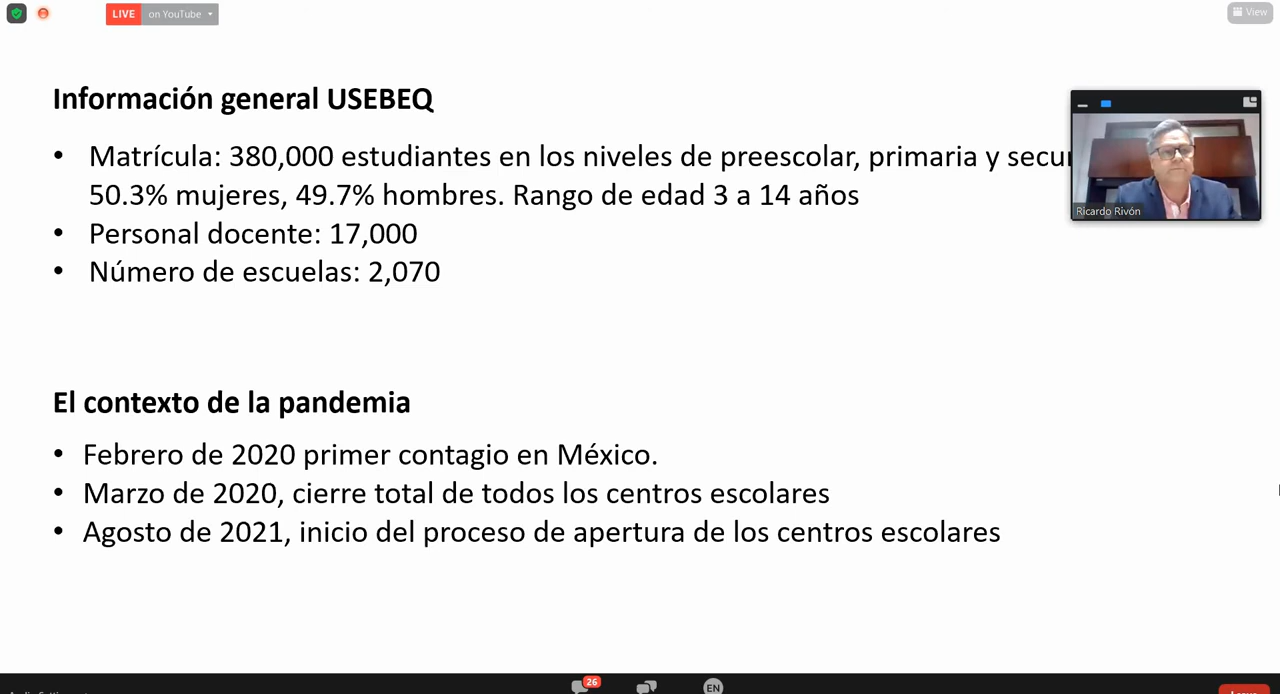 LIVE on YouTube
View
Información general USEBEQ
• Matrícula: 380,000 estudiantes en los niveles de preescolar, primaria y
50.3% mujeres, 49.7% hombres. Rango de edad 3 a 14 años
• Personal docente: 17,000
• Número de escuelas: 2,070
Ricardo Rivón
El contexto de la pandemia
• Febrero de 2020 primer contagio en México.
• Marzo de 2020, cierre total de todos los centros escolares
• Agosto de 2021, inicio del proceso de apertura de los centros escolares
26
EN